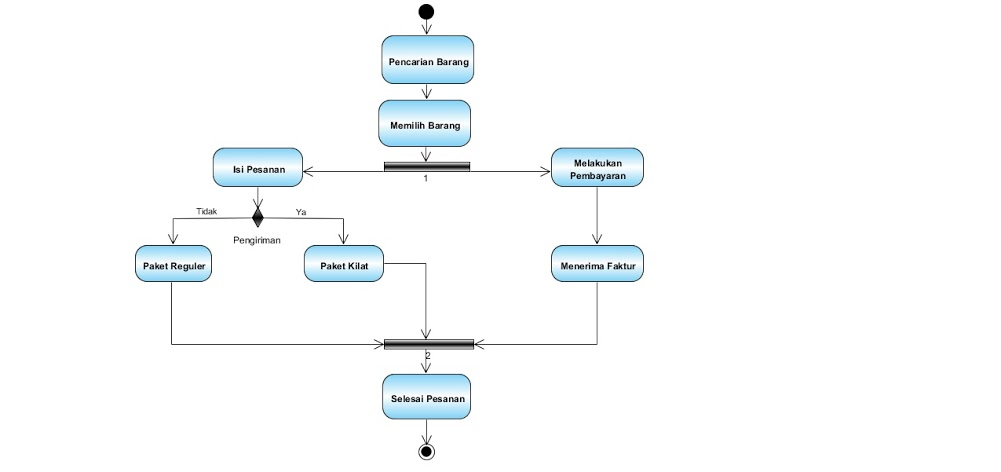 Pencarian Barang
Memilih Barang
1
Isi Pesanan
Melakukan
Pembayaran
Tidak
Ya
Pengiriman
Paket Reguler
Paket Kilat
Menerima Faktur
2
Selesai Pesanan